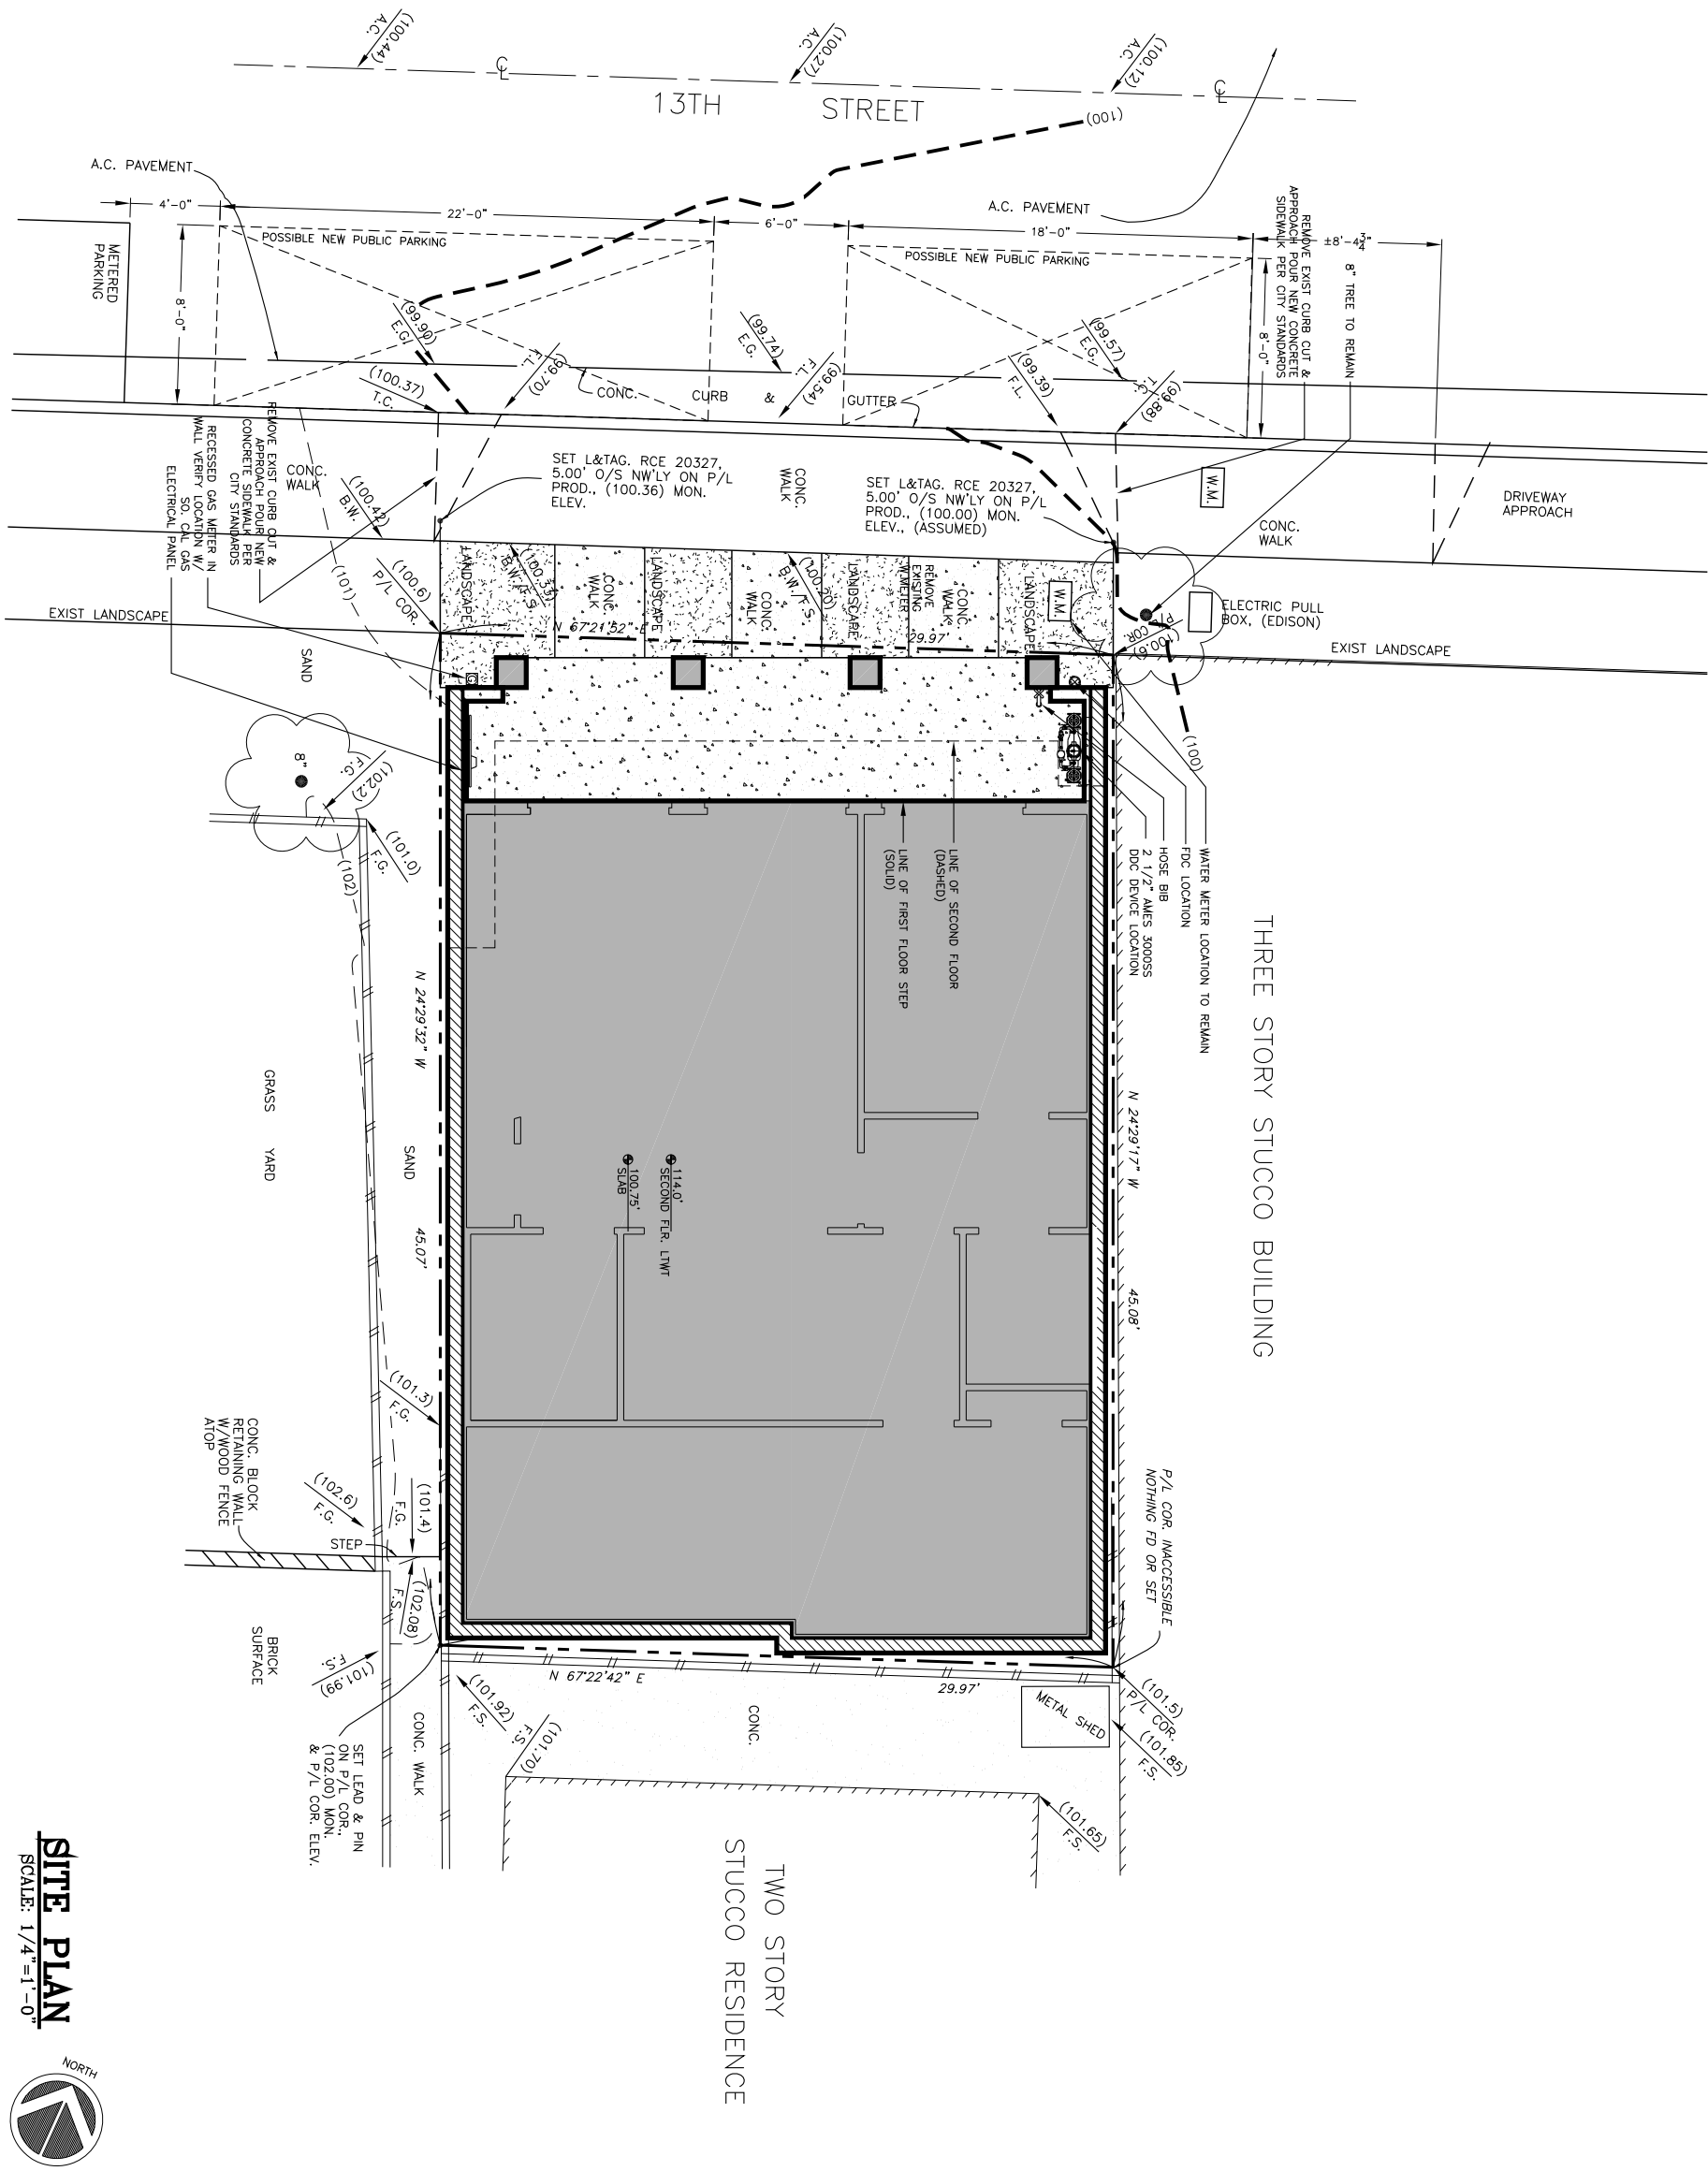 (100.44)
A.C.
(100.27)
A.C.
(100.12)
A.C.
℄
℄
13TH STREET
(100)
A.C. PAVEMENT
4'-0"
22'-0"
6'-0"
A.C. PAVEMENT
18'-0"
±8'-4¾"
POSSIBLE NEW PUBLIC PARKING
POSSIBLE NEW PUBLIC PARKING
METERED
PARKING
8'-0"
8'-0"
REMOVE EXIST CURB CUT &
APPROACH POUR NEW CONCRETE
SIDEWALK PER CITY STANDARDS
8" TREE TO REMAIN
(99.90)
E.G.
(99.70)
F.L.
(99.74)
E.G.
(99.54)
F.L.
(99.57)
E.G.
(99.39)
F.L.
(99.88)
T.C.
(100.37)
T.C.
CONC. CURB & GUTTER
REMOVE EXIST CURB CUT &
APPROACH POUR NEW
CONCRETE SIDEWALK PER
CITY STANDARDS
RECESSED GAS METER IN
WALL VERIFY LOCATION W/
SO. CAL GAS
ELECTRICAL PANEL
CONC.
WALK
(100.42)
B.W.
SET L&TAG. RCE 20327,
5.00' O/S NW'LY ON P/L
PROD., (100.36) MON.
ELEV.
CONC.
WALK
SET L&TAG. RCE 20327,
5.00' O/S NW'LY ON P/L
PROD., (100.00) MON.
ELEV., (ASSUMED)
W.M.
CONC.
WALK
DRIVEWAY
APPROACH
(101)
(100.6)
P/L COR.
LANDSCAPE
(100.33)
B.W./F.S.
CONC.
WALK
LANDSCAPE
CONC.
WALK
(100.20)
B.W./F.S.
LANDSCAPE
REMOVE
EXISTING
W.METER
CONC.
WALK
LANDSCAPE
W.M.
(100.6)
P/L COR
ELECTRIC PULL
BOX, (EDISON)
EXIST LANDSCAPE
EXIST LANDSCAPE
N 67°21'52" E
29.97'
SAND
G
(100)
8"
(102.2)
F.G.
(101.0)
F.G.
(102)
LINE OF FIRST FLOOR STEP
(SOLID)
LINE OF SECOND FLOOR
(DASHED)
WATER METER LOCATION TO REMAIN
FDC LOCATION
HOSE BIB
2 1/2" AMES 3000SS
DDC DEVICE LOCATION
THREE STORY STUCCO BUILDING
N 24°29'32" W
45.07'
N 24°29'17" W
45.08'
GRASS YARD
SAND
114.0'
SECOND FLR. LTWT
100.75'
SLAB
(101.3)
F.G.
(101.4)
F.G.
(102.6)
F.G.
CONC. BLOCK
RETAINING WALL
W/WOOD FENCE
ATOP
STEP
(102.08)
F.S.
(101.99)
F.S.
BRICK
SURFACE
P/L COR. INACCESSIBLE
NOTHING FD OR SET
N 67°22'42" E
29.97'
(101.92)
F.S.
(101.70)
F.S.
CONC.
METAL SHED
(101.5)
P/L COR.
(101.85)
F.S.
(101.65)
F.S.
CONC. WALK
SET LEAD & PIN
ON P/L COR.,
(102.00) MON.
& P/L COR. ELEV.
TWO STORY
STUCCO RESIDENCE
SITE PLAN
SCALE: 1/4"=1'-0"
NORTH